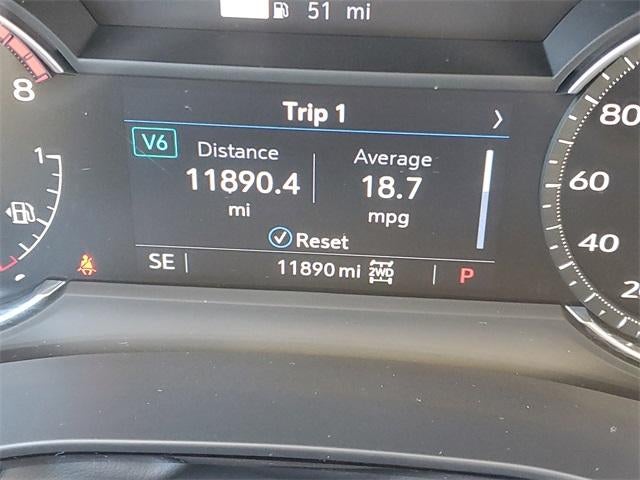 51 mi
Trip 1
V6
Distance
Average
11890.4
18.7
mi
mpg
Reset
SE
11890 mi
2WD
P
8
1
80
60
40